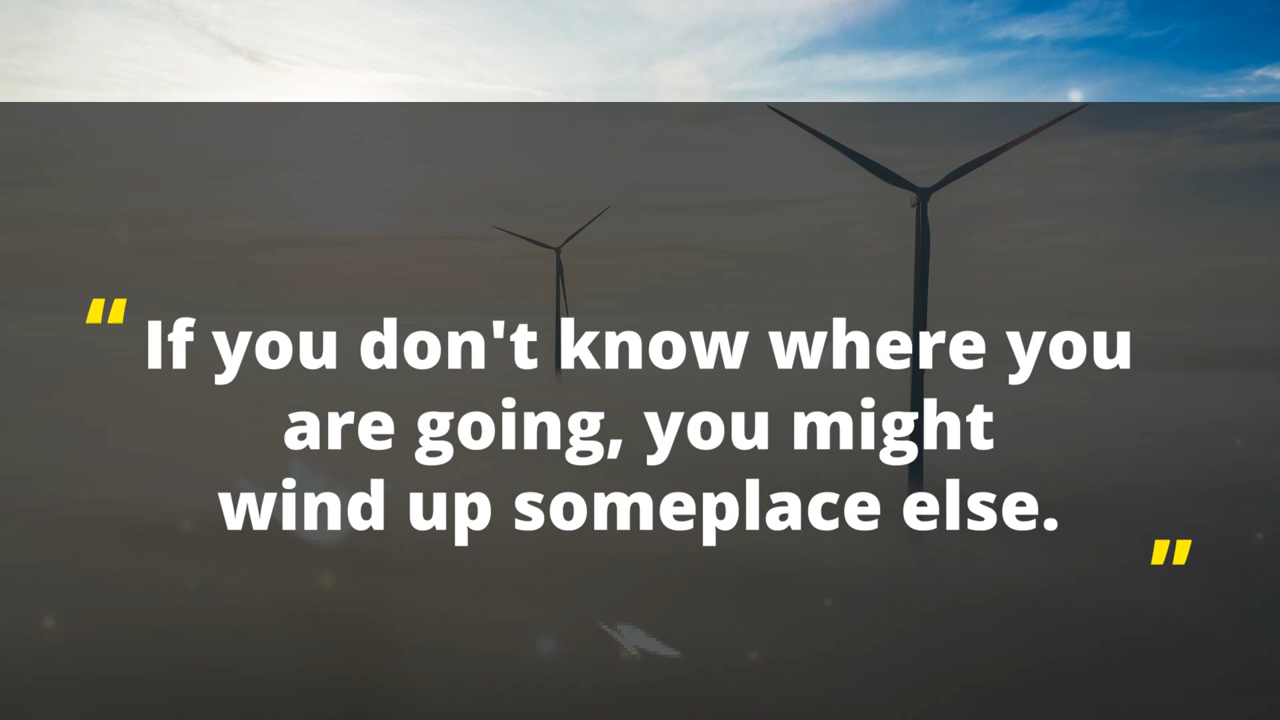 " If you don't know where you
are going, you might
wind up someplace else. "